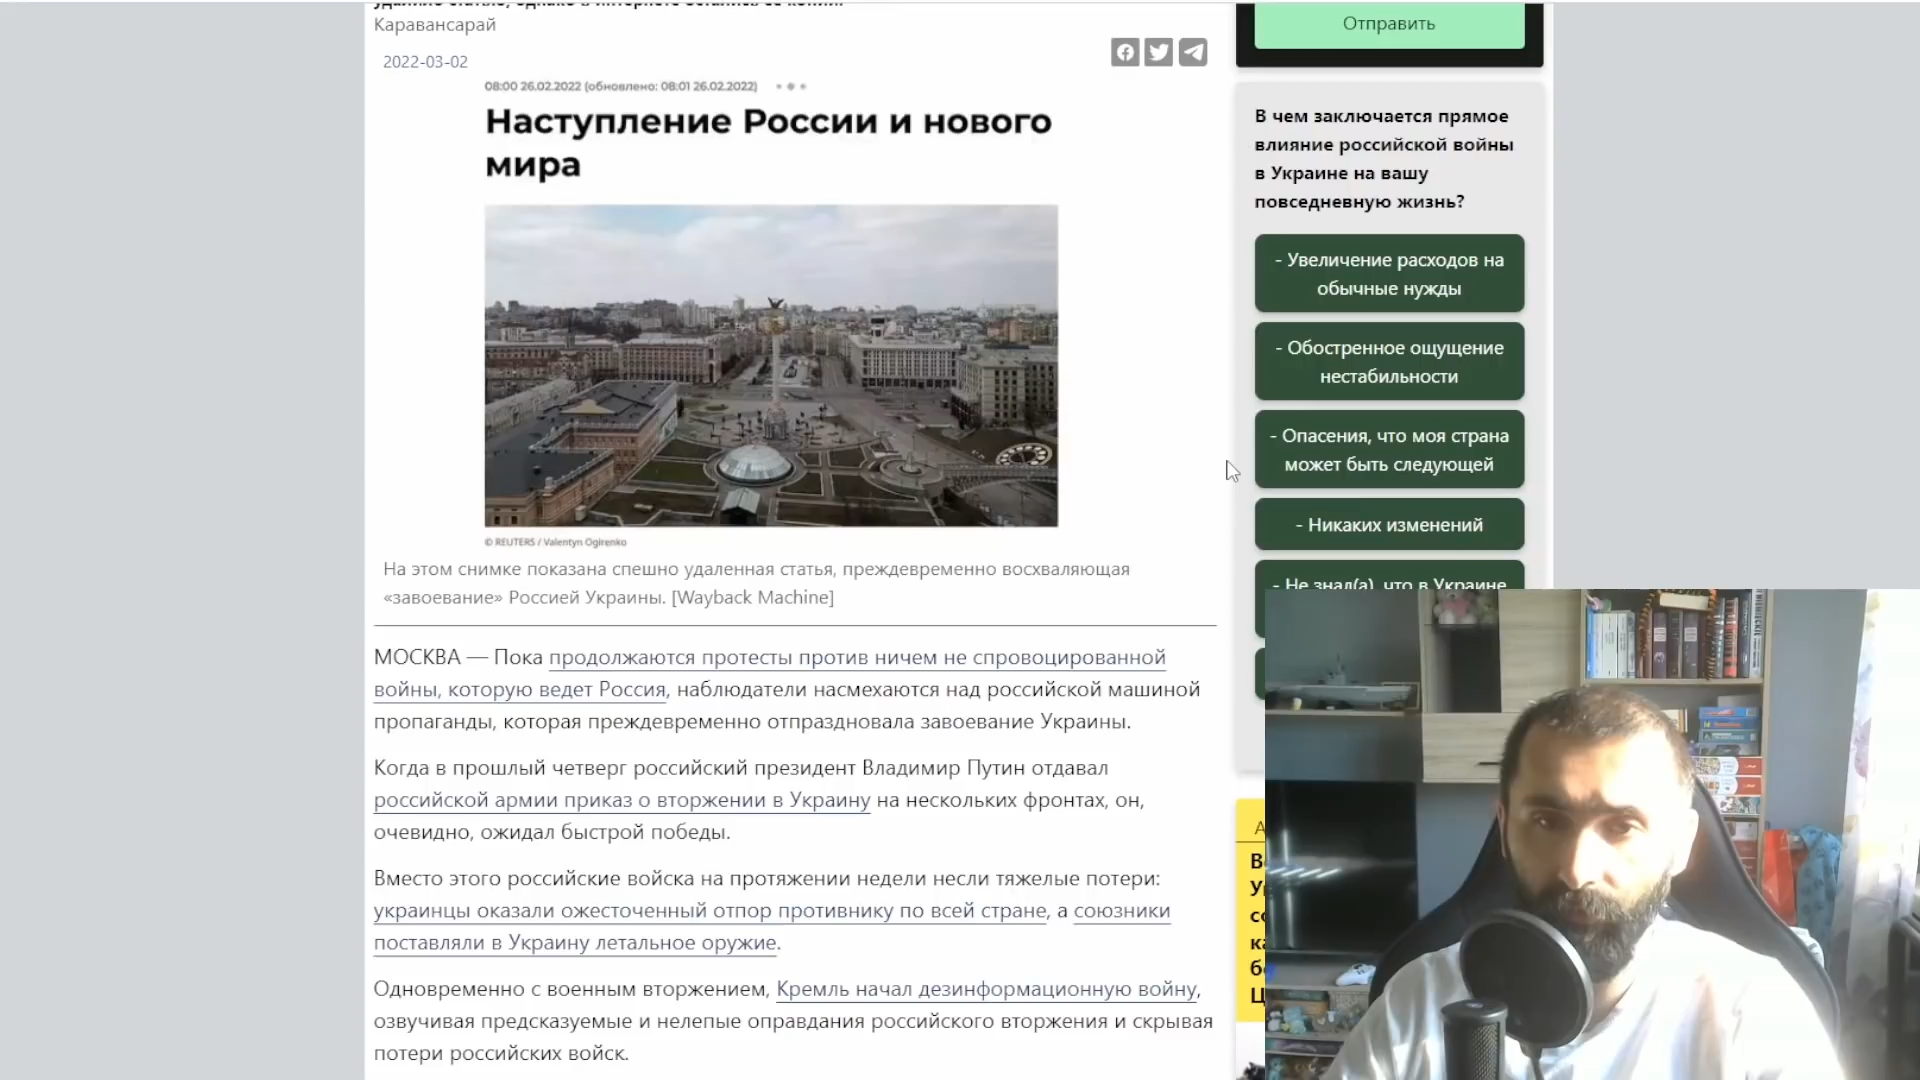 Каравансарай
2022-03-02
08:00 26.02.2022 (обновлено: 08:01 26.02.2022)
Наступление России и нового
мира
© REUTERS / Valentyn Ogirenko
На этом снимке показана спешно удаленная статья, преждевременно восхваляющая
«завоевание» Россией Украины. [Wayback Machine]
МОСКВА — Пока продолжаются протесты против ничем не спровоцированной
войны, которую ведет Россия, наблюдатели насмехаются над российской машиной
пропаганды, которая преждевременно отпраздновала завоевание Украины.
Когда в прошлый четверг российский президент Владимир Путин отдавал
российской армии приказ о вторжении в Украину на нескольких фронтах, он,
очевидно, ожидал быстрой победы.
Вместо этого российские войска на протяжении недели несли тяжелые потери:
украинцы оказали ожесточенный отпор противнику по всей стране, а союзники
поставляли в Украину летальное оружие.
Одновременно с военным вторжением, Кремль начал дезинформационную войну,
озвучивая предсказуемые и нелепые оправдания российского вторжения и скрывая
потери российских войск.
Отправить
В чем заключается прямое
влияние российской войны
в Украине на вашу
повседневную жизнь?
- Увеличение расходов на
обычные нужды
- Обостренное ощущение
нестабильности
- Опасения, что моя страна
может быть следующей
- Никаких изменений
- Не знал(а), что в Украине